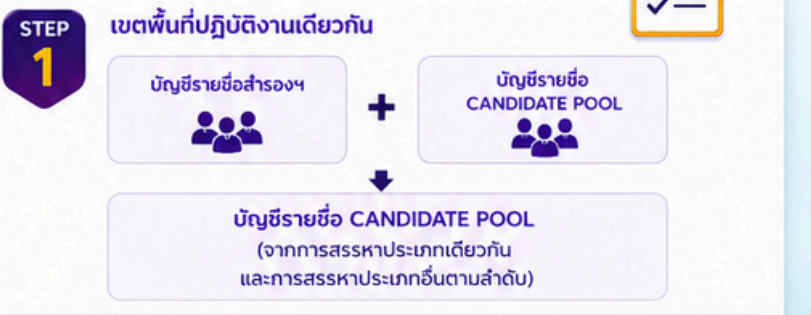 STEP
1
เขตพื้นที่ปฏิบัติงานเดียวกัน
บัญชีรายชื่อสำรองฯ
+
บัญชีรายชื่อ
CANDIDATE POOL
บัญชีรายชื่อ CANDIDATE POOL
(จากการสรรหาประเภทเดียวกัน
และการสรรหาประเภทอื่นตามลำดับ)